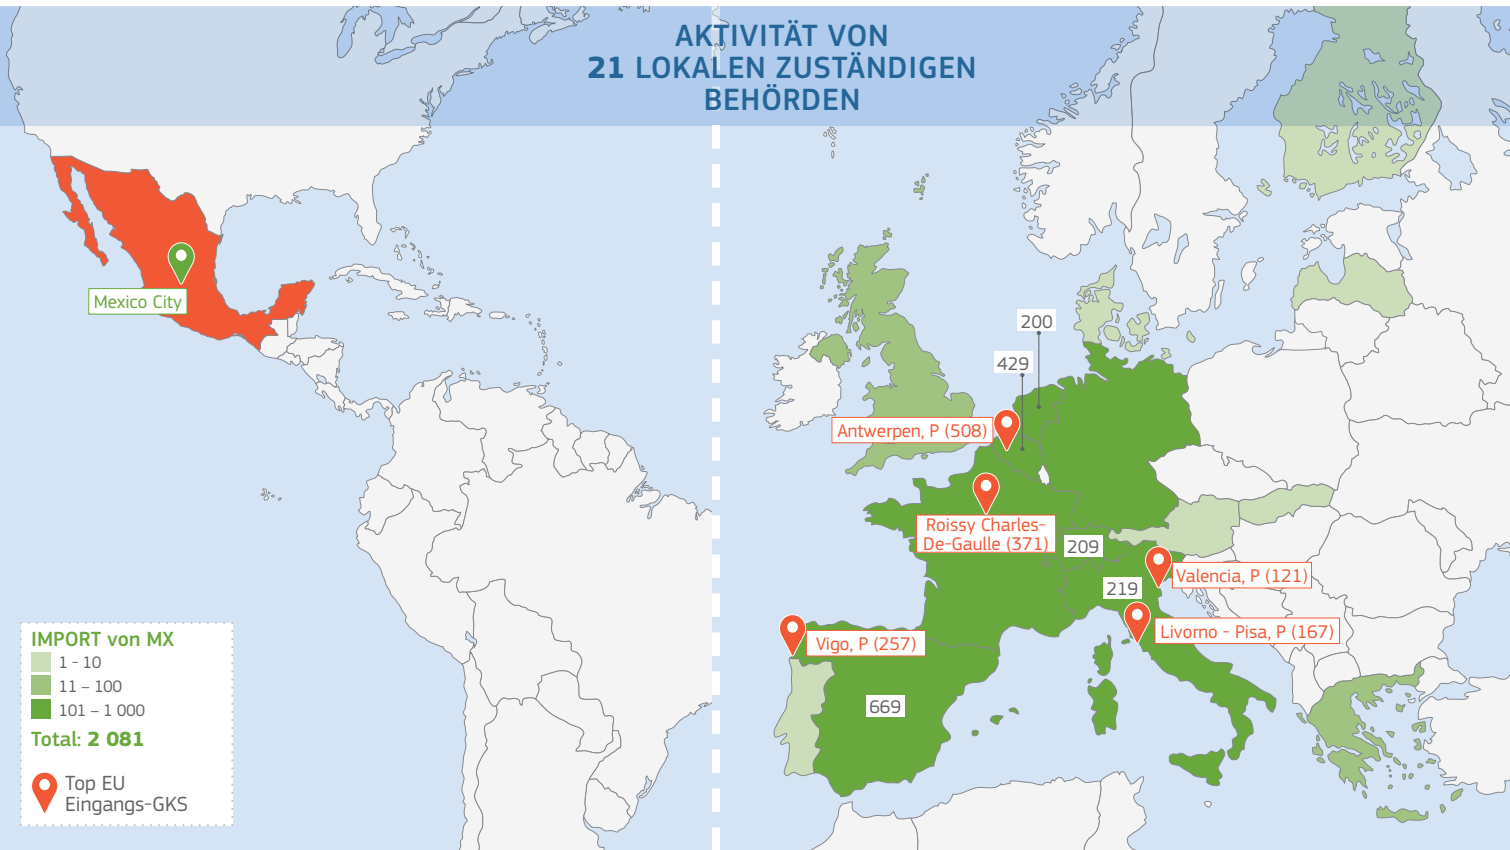 AKTIVITÄT VON
21 LOKALEN ZUSTÄNDIGEN
BEHÖRDEN
Mexico City
200
429
Antwerpen, P (508)
Roissy Charles-
De-Gaulle (371)
209
Valencia, P (121)
219
Livorno - Pisa, P (167)
Vigo, P (257)
669
IMPORT von MX
1 - 10
11 – 100
101 – 1 000
Total: 2 081
Top EU
Eingangs-GKS